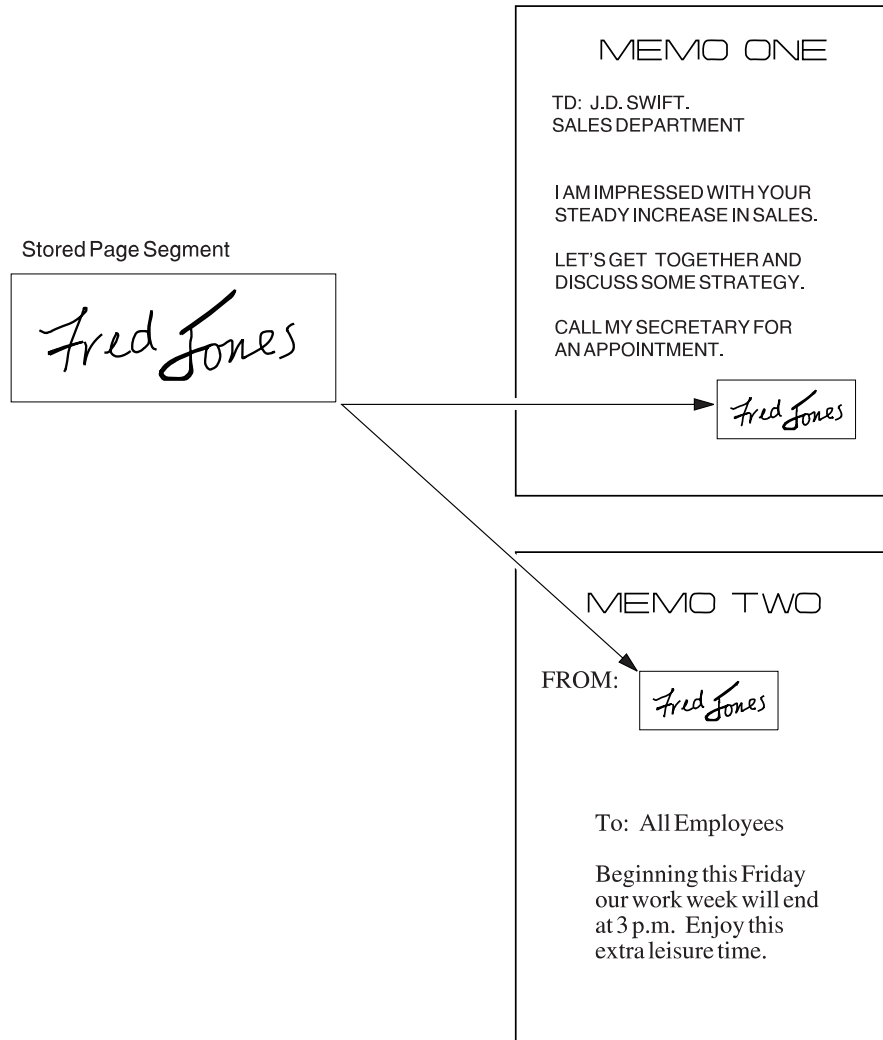 Stored Page Segment
Fred Jones
MEMO ONE
TD: J.D. SWIFT.
SALES DEPARTMENT
I AM IMPRESSED WITH YOUR
STEADY INCREASE IN SALES.
LET'S GET TOGETHER AND
DISCUSS SOME STRATEGY.
CALL MY SECRETARY FOR
AN APPOINTMENT.
Fred Jones
MEMO TWO
FROM: Fred Jones
To: All Employees
Beginning this Friday
our work week will end
at 3 p.m. Enjoy this
extra leisure time.